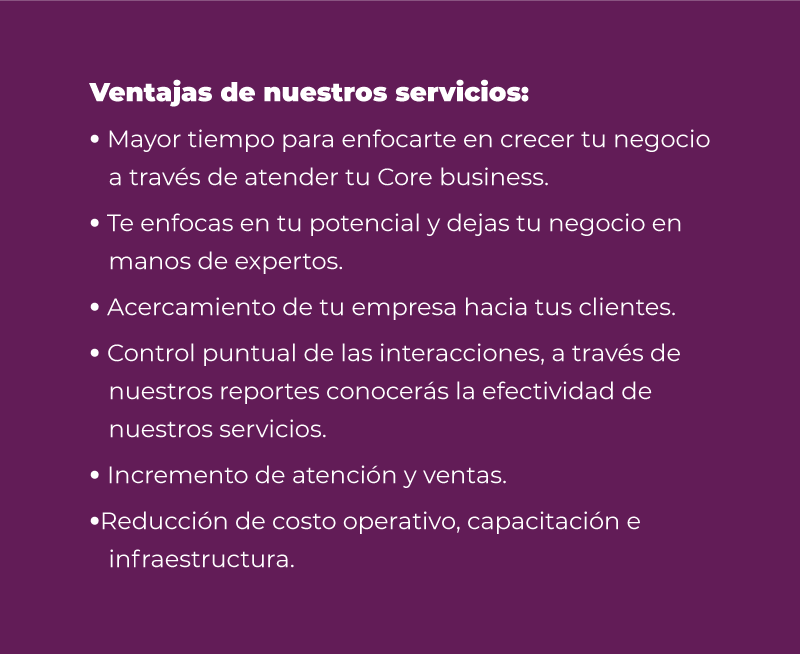 Ventajas de nuestros servicios:
• Mayor tiempo para enfocarte en crecer tu negocio
a través de atender tu Core business.
• Te enfocas en tu potencial y dejas tu negocio en
manos de expertos.
• Acercamiento de tu empresa hacia tus clientes.
• Control puntual de las interacciones, a través de
nuestros reportes conocerás la efectividad de
nuestros servicios.
• Incremento de atención y ventas.
•Reducción de costo operativo, capacitación e
infraestructura.